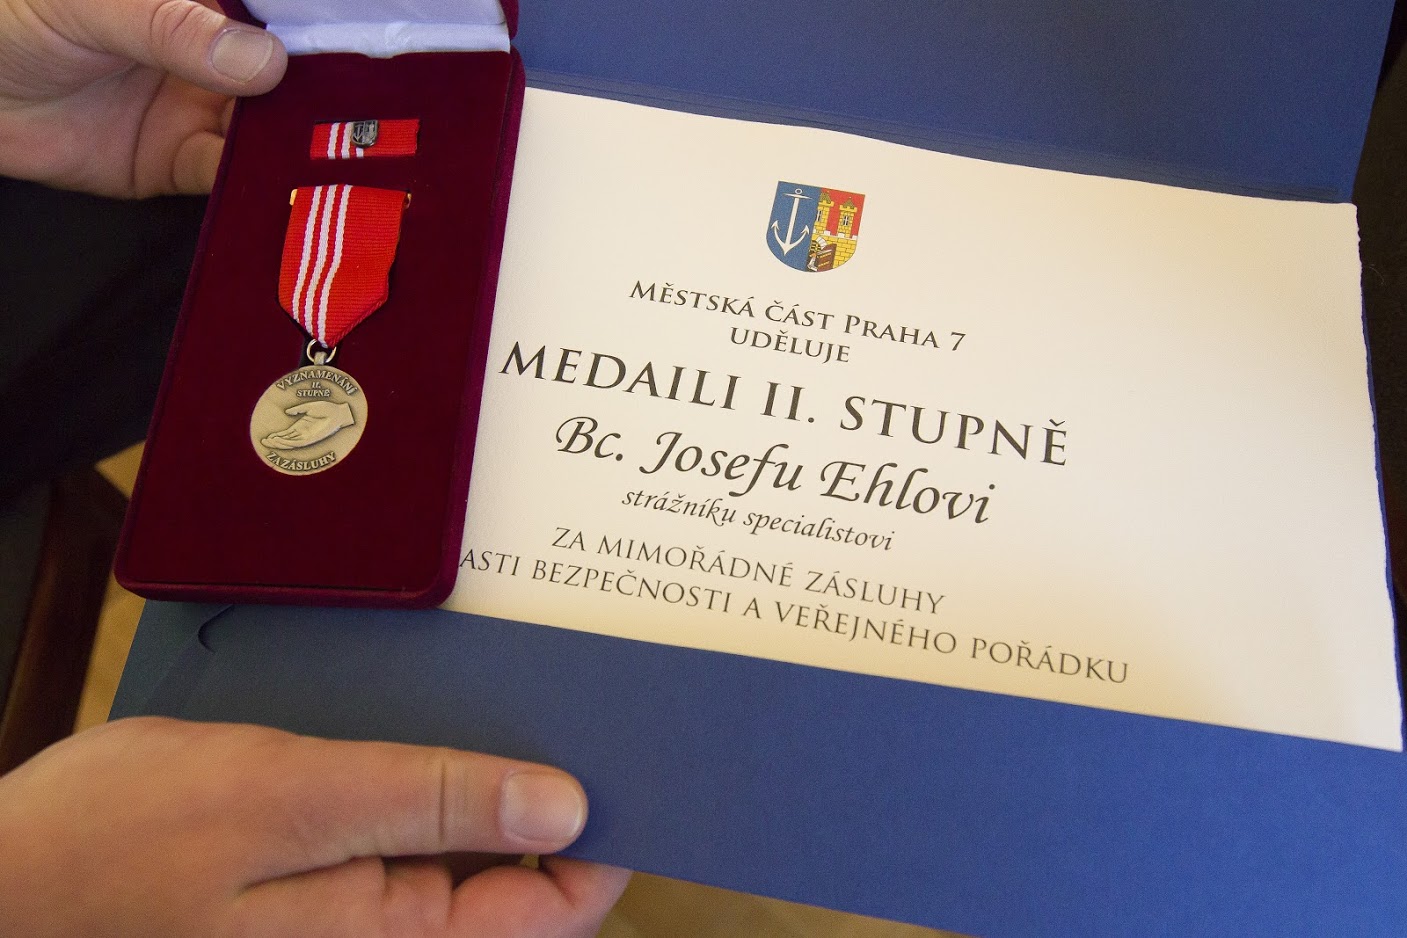 VYZNAMENÁNÍ
II.
STUPNĚ
ZA ZÁSLUHY
Městská část Praha 7
uděluje
MEDAILI II. STUPNĚ
Bc. Josefu Ehlovi
strážníku specialistovi
ZA MIMOŘÁDNÉ ZÁSLUHY
ASTI BEZPEČNOSTI A VEŘEJNÉHO POŘÁDKU